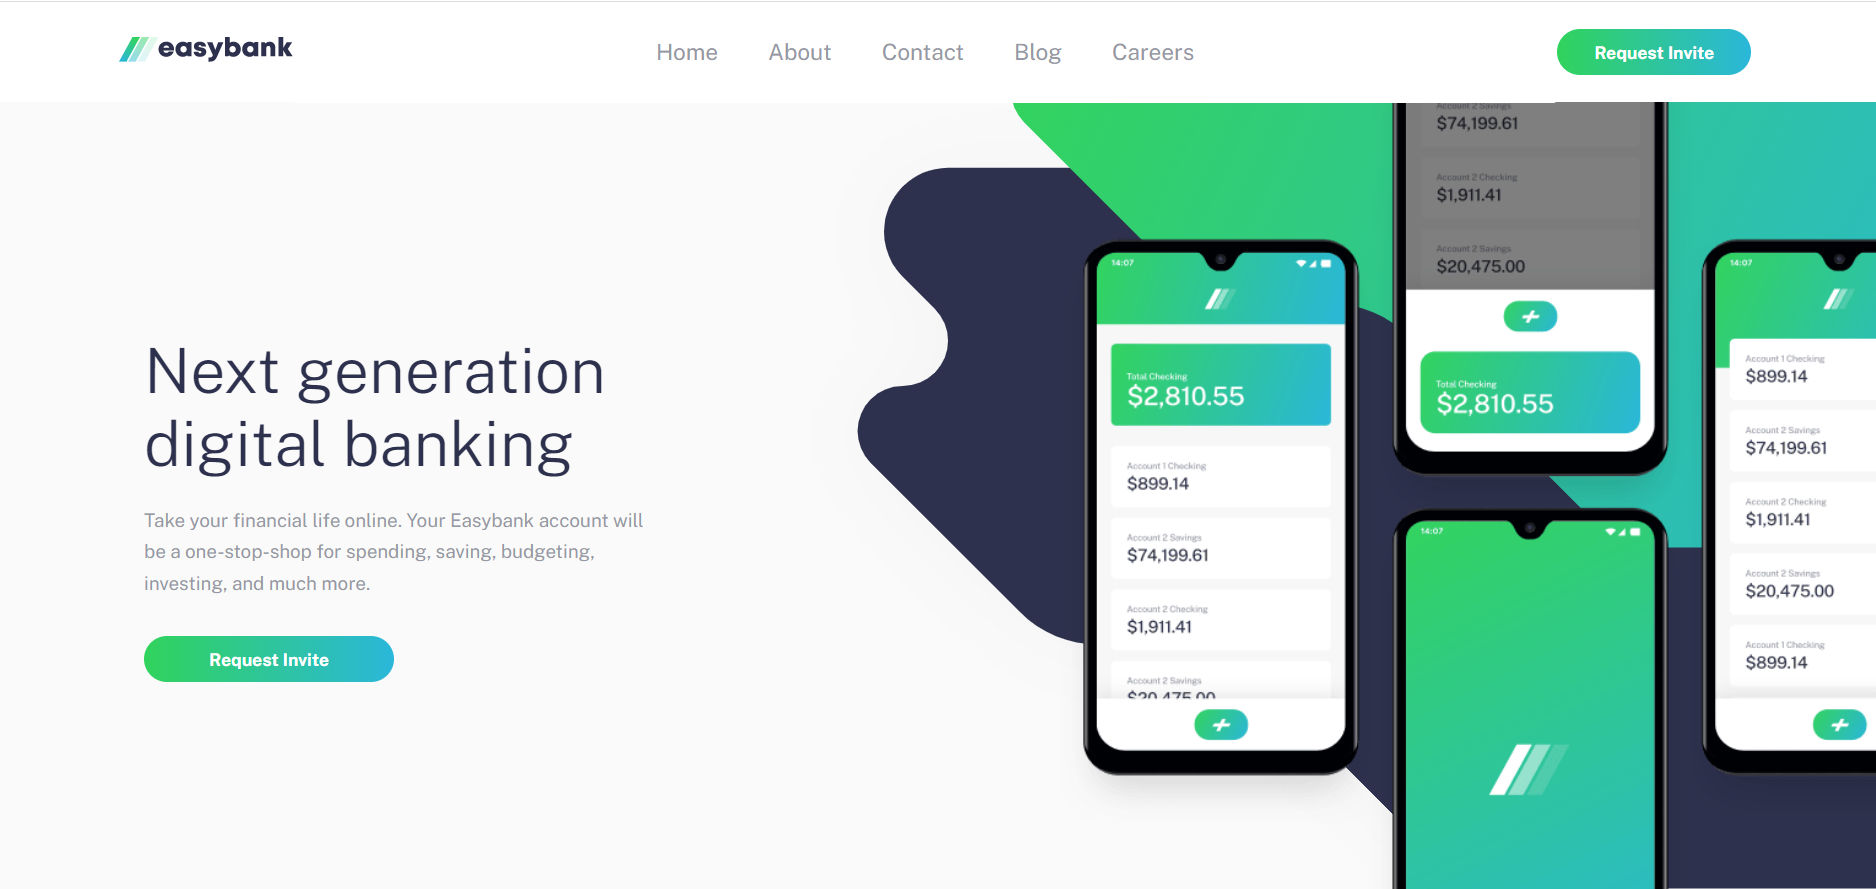 easybank
Home About Contact Blog Careers
Request Invite
Next generation
digital banking
Take your financial life online. Your Easybank account will
be a one-stop-shop for spending, saving, budgeting,
investing, and much more.
Request Invite
14:07
Total Checking
$2,810.55
Account 1 Checking
$899.14
Account 2 Savings
$74,199.61
Account 2 Checking
$1,911.41
Account 2 Savings
$20,475.00
Account 2 Savings
$74,199.61
Account 2 Checking
$1,911.41
Account 2 Savings
$20,475.00
Total Checking
$2,810.55
14:07
14:07
Account 1 Checking
$899.14
Account 2 Savings
$74,199.61
Account 2 Checking
$1,911.41
Account 2 Savings
$20,475.00
Account 1 Checking
$899.14